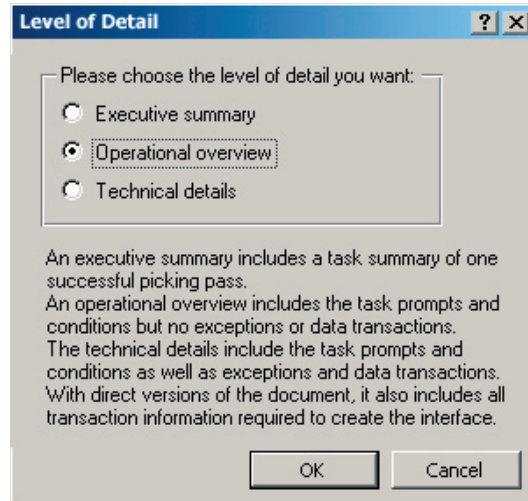 Level of Detail
Please choose the level of detail you want:
Executive summary
Operational overview
Technical details
An executive summary includes a task summary of one
successful picking pass.
An operational overview includes the task prompts and
conditions but no exceptions or data transactions.
The technical details include the task prompts and
conditions as well as exceptions and data transactions.
With direct versions of the document, it also includes all
transaction information required to create the interface.
OK Cancel